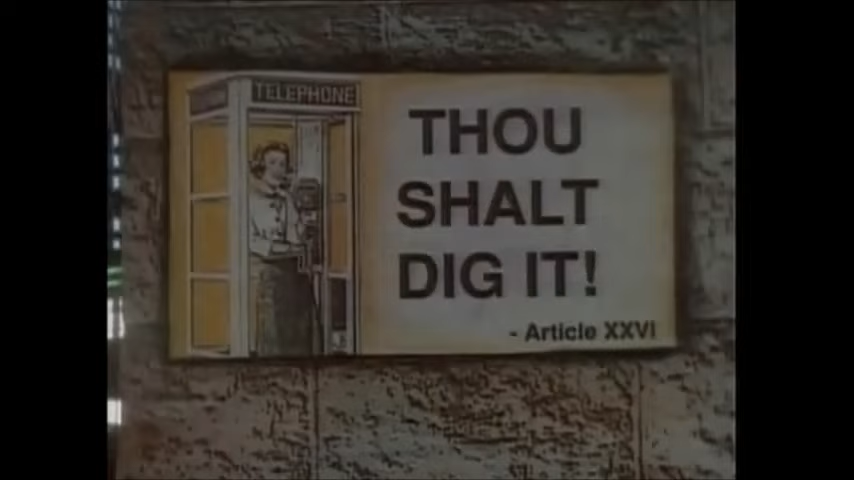 TELEPHONE
THOU
SHALT
DIG IT!
- Article XXVI